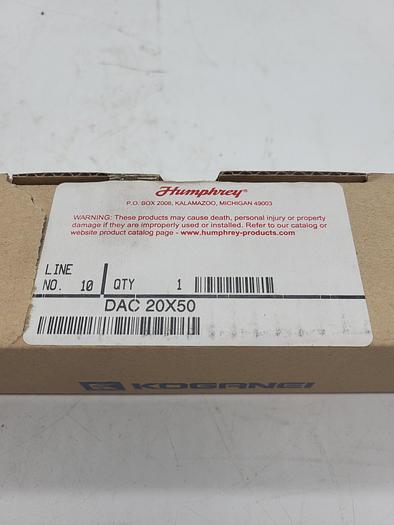 Humphrey®
P.O. BOX 2008, KALAMAZOO, MICHIGAN 49003
WARNING: These products may cause death, personal injury or property
damage if they are improperly used or installed. Refer to our catalog or
website product catalog page - www.humphrey-products.com
LINE
NO. 10 QTY 1
DAC 20X50
KOGANEI